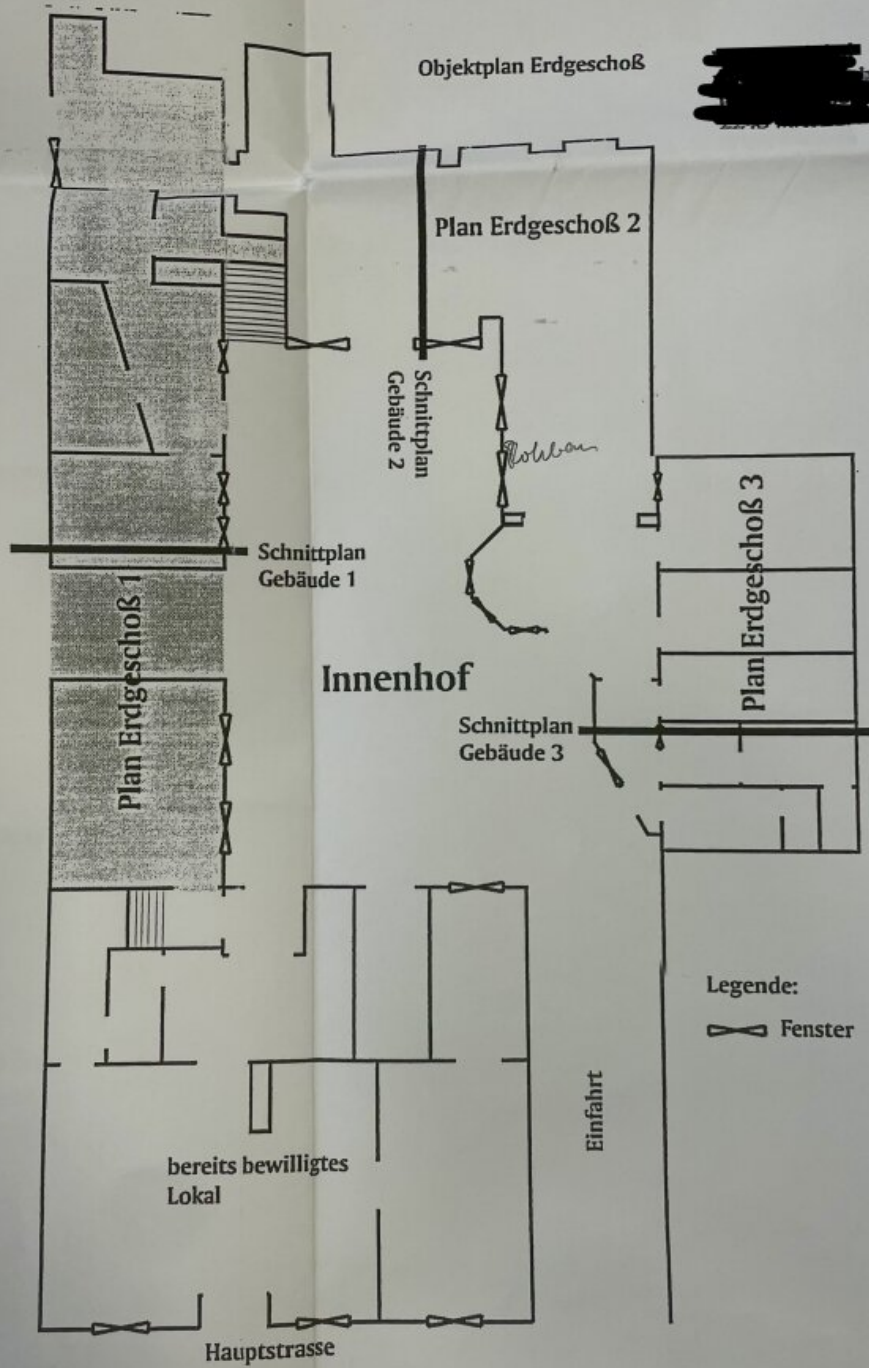 Objektplan Erdgeschoß
Plan Erdgeschoß 2
Schnittplan
Gebäude 2
Rohbau
Plan Erdgeschoß 3
Schnittplan
Gebäude 1
Plan Erdgeschoß 1
Innenhof
Schnittplan
Gebäude 3
Legende:
Fenster
Einfahrt
bereits bewilligtes
Lokal
Hauptstrasse